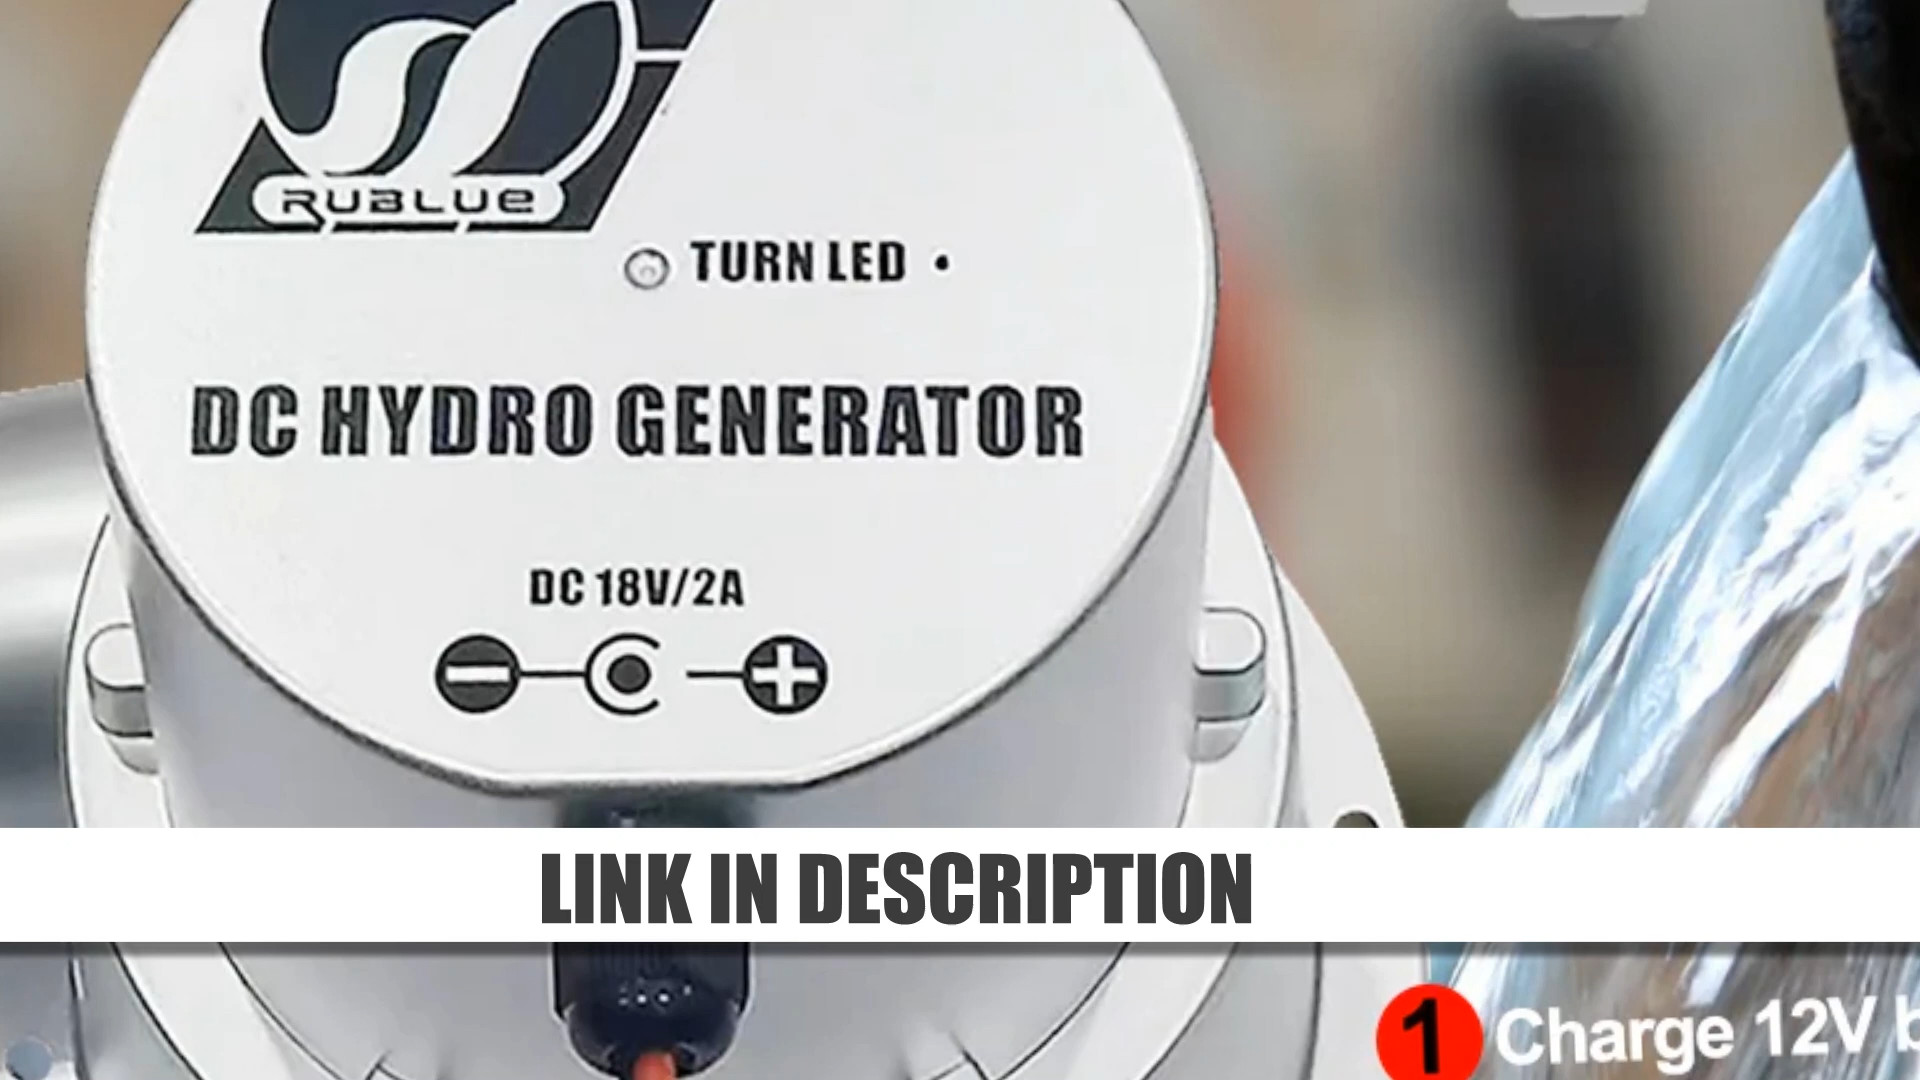 RUBLUE
TURN LED
DC HYDRO GENERATOR
DC 18V/2A
LINK IN DESCRIPTION
1 Charge 12V